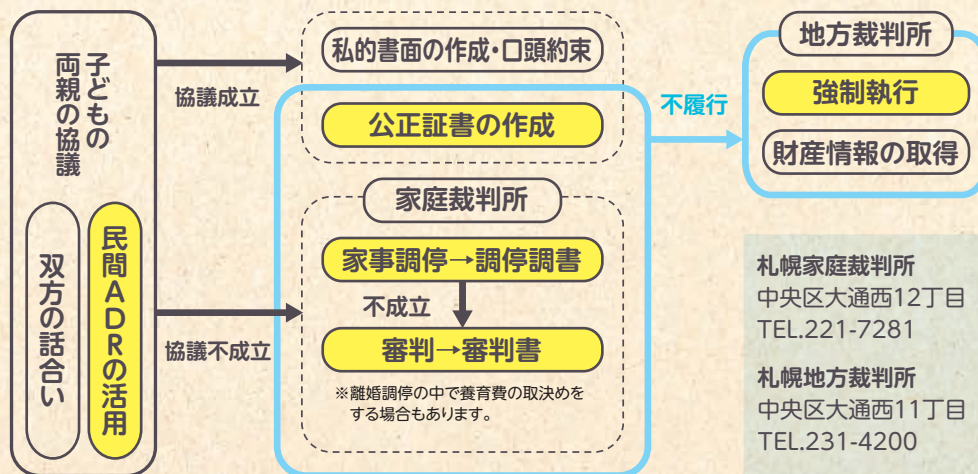 子どもの
両親の協議
双方の話合い
民間ADRの活用
協議成立
協議不成立
私的書面の作成・口頭約束
公正証書の作成
家庭裁判所
家事調停→調停調書
不成立
審判→審判書
※離婚調停の中で養育費の取決めを
する場合もあります。
不履行
地方裁判所
強制執行
財産情報の取得
札幌家庭裁判所
中央区大通西12丁目
TEL.221-7281
札幌地方裁判所
中央区大通西11丁目
TEL.231-4200